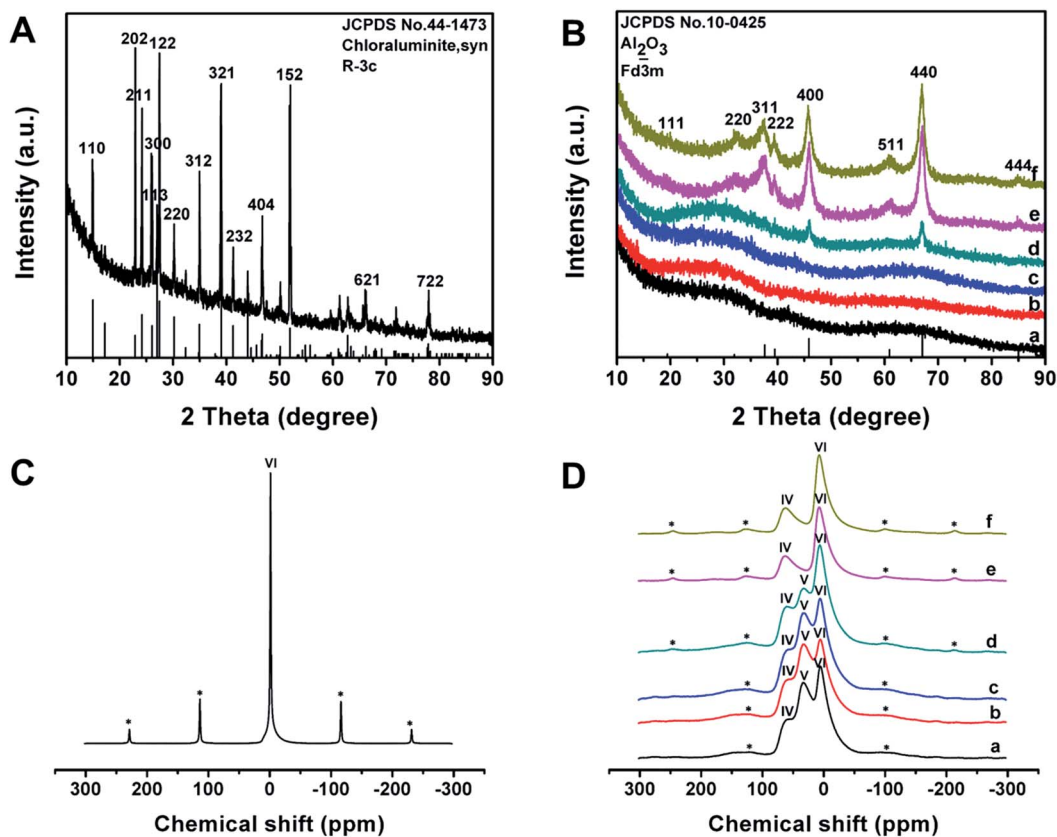 A
JCPDS No.44-1473
Chloraluminite,syn
R-3c
202
122
211
321
152
110
300
312
113
220
404
232
621
722
Intensity (a.u.)
10 20 30 40 50 60 70 80 90
2 Theta (degree)
B
JCPDS No.10-0425
Al2O3
Fd3̅m
111
220
311
222
400
511
440
444
f
e
d
c
b
a
Intensity (a.u.)
10 20 30 40 50 60 70 80 90
2 Theta (degree)
C
VI
* * * *
300 200 100 0 -100 -200 -300
Chemical shift (ppm)
D
VI
* * IV * * f
VI
* * IV * * e
VI
* * IV V * * d
VI
* IV V * c
VI
* IV V * b
VI
* IV V * a
300 200 100 0 -100 -200 -300
Chemical shift (ppm)